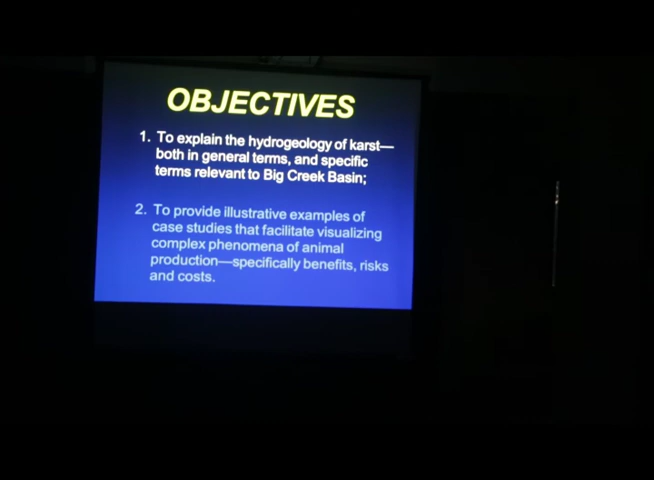 OBJECTIVES
1. To explain the hydrogeology of karst—
both in general terms, and specific
terms relevant to Big Creek Basin;
2. To provide illustrative examples of
case studies that facilitate visualizing
complex phenomena of animal
production—specifically benefits, risks
and costs.